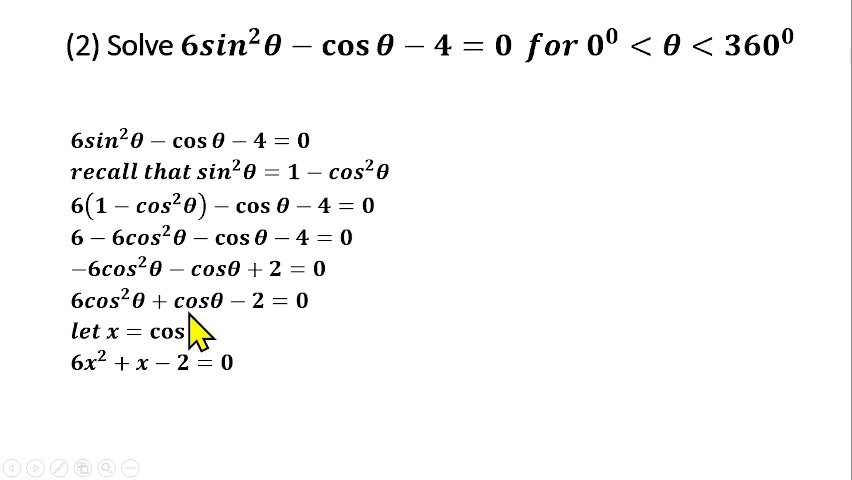 (2) Solve 6sin²θ − cos θ − 4 = 0 for 0⁰ < θ < 360⁰
6sin²θ − cos θ − 4 = 0
recall that sin²θ = 1 − cos²θ
6(1 − cos²θ) − cos θ − 4 = 0
6 − 6cos²θ − cos θ − 4 = 0
−6cos²θ − cosθ + 2 = 0
6cos²θ + cosθ − 2 = 0
let x = cos
6x² + x − 2 = 0